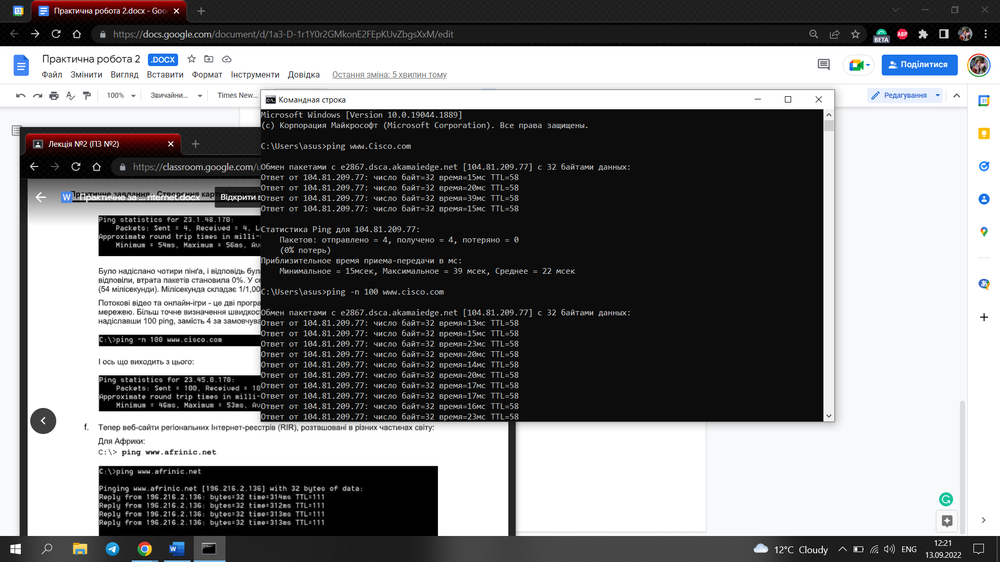 Практична робота 2.docx - Goo
https://docs.google.com/document/d/1a3-D-1r1Y0r2GMkonE2FEpKUvZbgsXxM/edit
BETA
ABP
Практична робота 2
.DOCX
Файл Змінити Вигляд Вставити Формат Інструменти Довідка Остання зміна: 5 хвилин тому
Поділитися
100% Звичайни... Times New...
Редагування
31
Командная строка
Microsoft Windows [Version 10.0.19044.1889]
(c) Корпорация Майкрософт (Microsoft Corporation). Все права защищены.
C:\Users\asus>ping www.Cisco.com
Обмен пакетами с e2867.dsca.akamaiedge.net [104.81.209.77] с 32 байтами данных:
Ответ от 104.81.209.77: число байт=32 время=15мс TTL=58
Ответ от 104.81.209.77: число байт=32 время=20мс TTL=58
Ответ от 104.81.209.77: число байт=32 время=39мс TTL=58
Ответ от 104.81.209.77: число байт=32 время=15мс TTL=58
Статистика Ping для 104.81.209.77:
Пакетов: отправлено = 4, получено = 4, потеряно = 0
(0% потерь)
Приблизительное время приема-передачи в мс:
Минимальное = 15мсек, Максимальное = 39 мсек, Среднее = 22 мсек
C:\Users\asus>ping -n 100 www.cisco.com
Обмен пакетами с e2867.dsca.akamaiedge.net [104.81.209.77] с 32 байтами данных:
Ответ от 104.81.209.77: число байт=32 время=13мс TTL=58
Ответ от 104.81.209.77: число байт=32 время=15мс TTL=58
Ответ от 104.81.209.77: число байт=32 время=23мс TTL=58
Ответ от 104.81.209.77: число байт=32 время=20мс TTL=58
Ответ от 104.81.209.77: число байт=32 время=14мс TTL=58
Ответ от 104.81.209.77: число байт=32 время=20мс TTL=58
Ответ от 104.81.209.77: число байт=32 время=17мс TTL=58
Ответ от 104.81.209.77: число байт=32 время=17мс TTL=58
Ответ от 104.81.209.77: число байт=32 время=16мс TTL=58
Ответ от 104.81.209.77: число байт=32 время=23мс TTL=58
Лекція №2 (ПЗ №2)
https://classroom.google.com/u
Практичне завдання - Створення карти
Практичне за ... nternet.docx
Відкрити в
Ping statistics for 23.1.48.170:
Packets: Sent = 4, Received = 4, L
Approximate round trip times in milli-
Minimum = 54ms, Maximum = 56ms, Av
Було надіслано чотири пінґа, і відповідь бул
відповіли, втрата пакетів становила 0%. У с
(54 мілісекунди). Мілісекунда складає 1/1,00
Потокові відео та онлайн-ігри - це дві програ
мережею. Більш точне визначення швидкос
надіславши 100 ping, замість 4 за замовчува
C:\>ping -n 100 www.cisco.com
І ось що виходить з цього:
Ping statistics for 23.45.0.170:
Packets: Sent = 100, Received = 10
Approximate round trip times in milli-
Minimum = 46ms, Maximum = 53ms, Av
f. Тепер веб-сайти регіональних Інтернет-реєстрів (RIR), розташовані в різних частинах світу:
Для Африки:
C:\> ping www.afrinic.net
C:\>ping www.afrinic.net
Pinging www.afrinic.net [196.216.2.136] with 32 bytes of data:
Reply from 196.216.2.136: bytes=32 time=314ms TTL=111
Reply from 196.216.2.136: bytes=32 time=312ms TTL=111
Reply from 196.216.2.136: bytes=32 time=313ms TTL=111
Reply from 196.216.2.136: bytes=32 time=313ms TTL=111
12°C Cloudy
ENG
12:21
13.09.2022